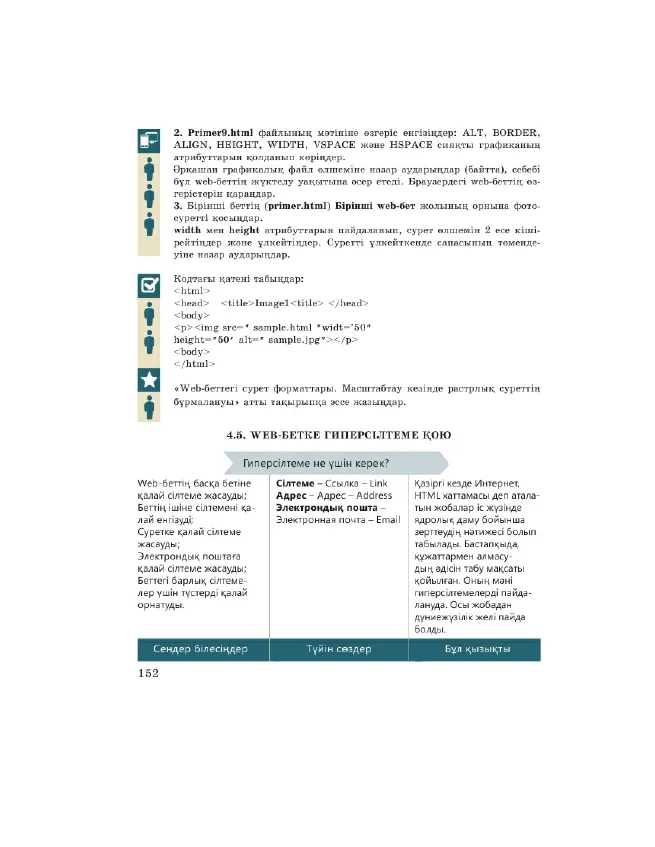 2. Primer9.html файлының мәтініне өзгеріс енгізіңдер: ALT, BORDER,
ALIGN, HEIGHT, WIDTH, VSPACE және HSPACE сияқты графиканың
атрибуттарын қолданып көріңдер.
Әрқашан графикалық файл өлшеміне назар аударыңдар (байтта), себебі
бұл web-беттің жүктелу уақытына әсер етеді. Браузердегі web-беттің өз-
герістерін қараңдар.
3. Бірінші беттің (primer.html) Бірінші web-бет жолының орнына фото-
суретті қосыңдар.
width мен height атрибуттарын пайдаланып, сурет өлшемін 2 есе кіші-
рейтіңдер және үлкейтіңдер. Суретті үлкейткенде сапасының төменде-
уіне назар аударыңдар.
Кодтағы қатені табыңдар:
<html>
<head> <title>Image1<title> </head>
<body>
<p><img src=" sample.html "widt='50"
height="50' alt=" sample.jpg"></p>
<body>
</html>
«Web-беттегі сурет форматтары. Масштабтау кезінде растрлық суреттің
бұрмалануы» атты тақырыпқа эссе жазыңдар.
4.5. WEB-БЕТКЕ ГИПЕРСІЛТЕМЕ ҚОЮ
Гиперсілтеме не үшін керек?
Web-беттің басқа бетіне
қалай сілтеме жасауды;
Беттің ішіне сілтемені қа-
лай енгізуді;
Суретке қалай сілтеме
жасауды;
Электрондық поштаға
қалай сілтеме жасауды;
Беттегі барлық сілтеме-
лер үшін түстерді қалай
орнатуды.
Сілтеме – Ссылка – Link
Адрес – Адрес – Address
Электрондық пошта –
Электронная почта – Email
Қазіргі кезде Интернет,
HTML хаттамасы деп атала-
тын жобалар іс жүзінде
ядролық даму бойынша
зерттеудің нәтижесі болып
табылады. Бастапқыда,
құжаттармен алмасу-
дың әдісін табу мақсаты
қойылған. Оның мәні
гиперсілтемелерді пайда-
лануда. Осы жобадан
дүниежүзілік желі пайда
болды.
Сендер білесіңдер
Түйін сөздер
Бұл қызықты
152